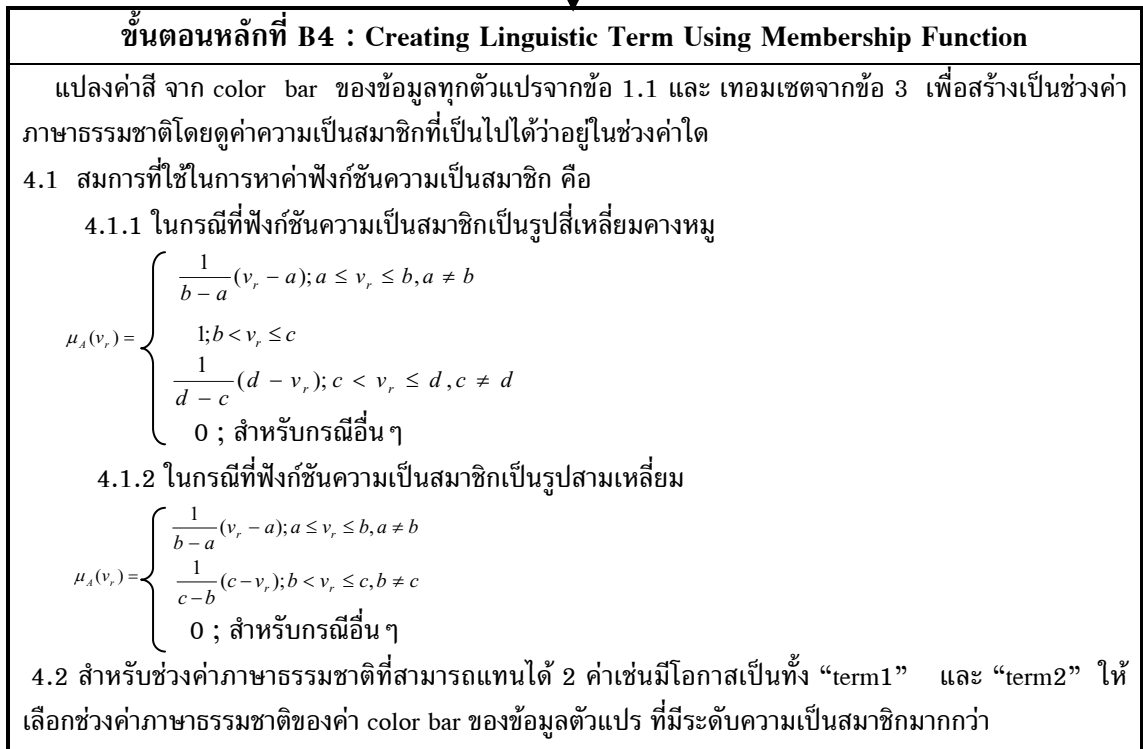 ขั้นตอนหลักที่ B4 : Creating Linguistic Term Using Membership Function
แปลงค่าสี จาก color bar ของข้อมูลทุกตัวแปรจากข้อ 1.1 และ เทอมเซตจากข้อ 3 เพื่อสร้างเป็นช่วงค่า
ภาษาธรรมชาติโดยดูค่าความเป็นสมาชิกที่เป็นไปได้ว่าอยู่ในช่วงค่าใด
4.1 สมการที่ใช้ในการหาค่าฟังก์ชันความเป็นสมาชิก คือ
4.1.1 ในกรณีที่ฟังก์ชันความเป็นสมาชิกเป็นรูปสี่เหลี่ยมคางหมู
μ_A(v_r) = { \frac{1}{b-a}(v_r - a); a ≤ v_r ≤ b, a ≠ b
1; b < v_r ≤ c
\frac{1}{d-c}(d - v_r); c < v_r ≤ d, c ≠ d
0 ; สำหรับกรณีอื่น ๆ
4.1.2 ในกรณีที่ฟังก์ชันความเป็นสมาชิกเป็นรูปสามเหลี่ยม
μ_A(v_r) = { \frac{1}{b-a}(v_r - a); a ≤ v_r ≤ b, a ≠ b
\frac{1}{c-b}(c - v_r); b < v_r ≤ c, b ≠ c
0 ; สำหรับกรณีอื่น ๆ
4.2 สำหรับช่วงค่าภาษาธรรมชาติที่สามารถแทนได้ 2 ค่าเช่นมีโอกาสเป็นทั้ง “term1” และ “term2” ให้
เลือกช่วงค่าภาษาธรรมชาติของค่า color bar ของข้อมูลตัวแปร ที่มีระดับความเป็นสมาชิกมากกว่า